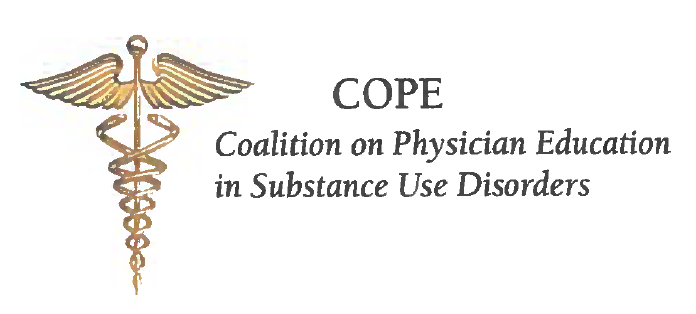 COPE
Coalition on Physician Education
in Substance Use Disorders